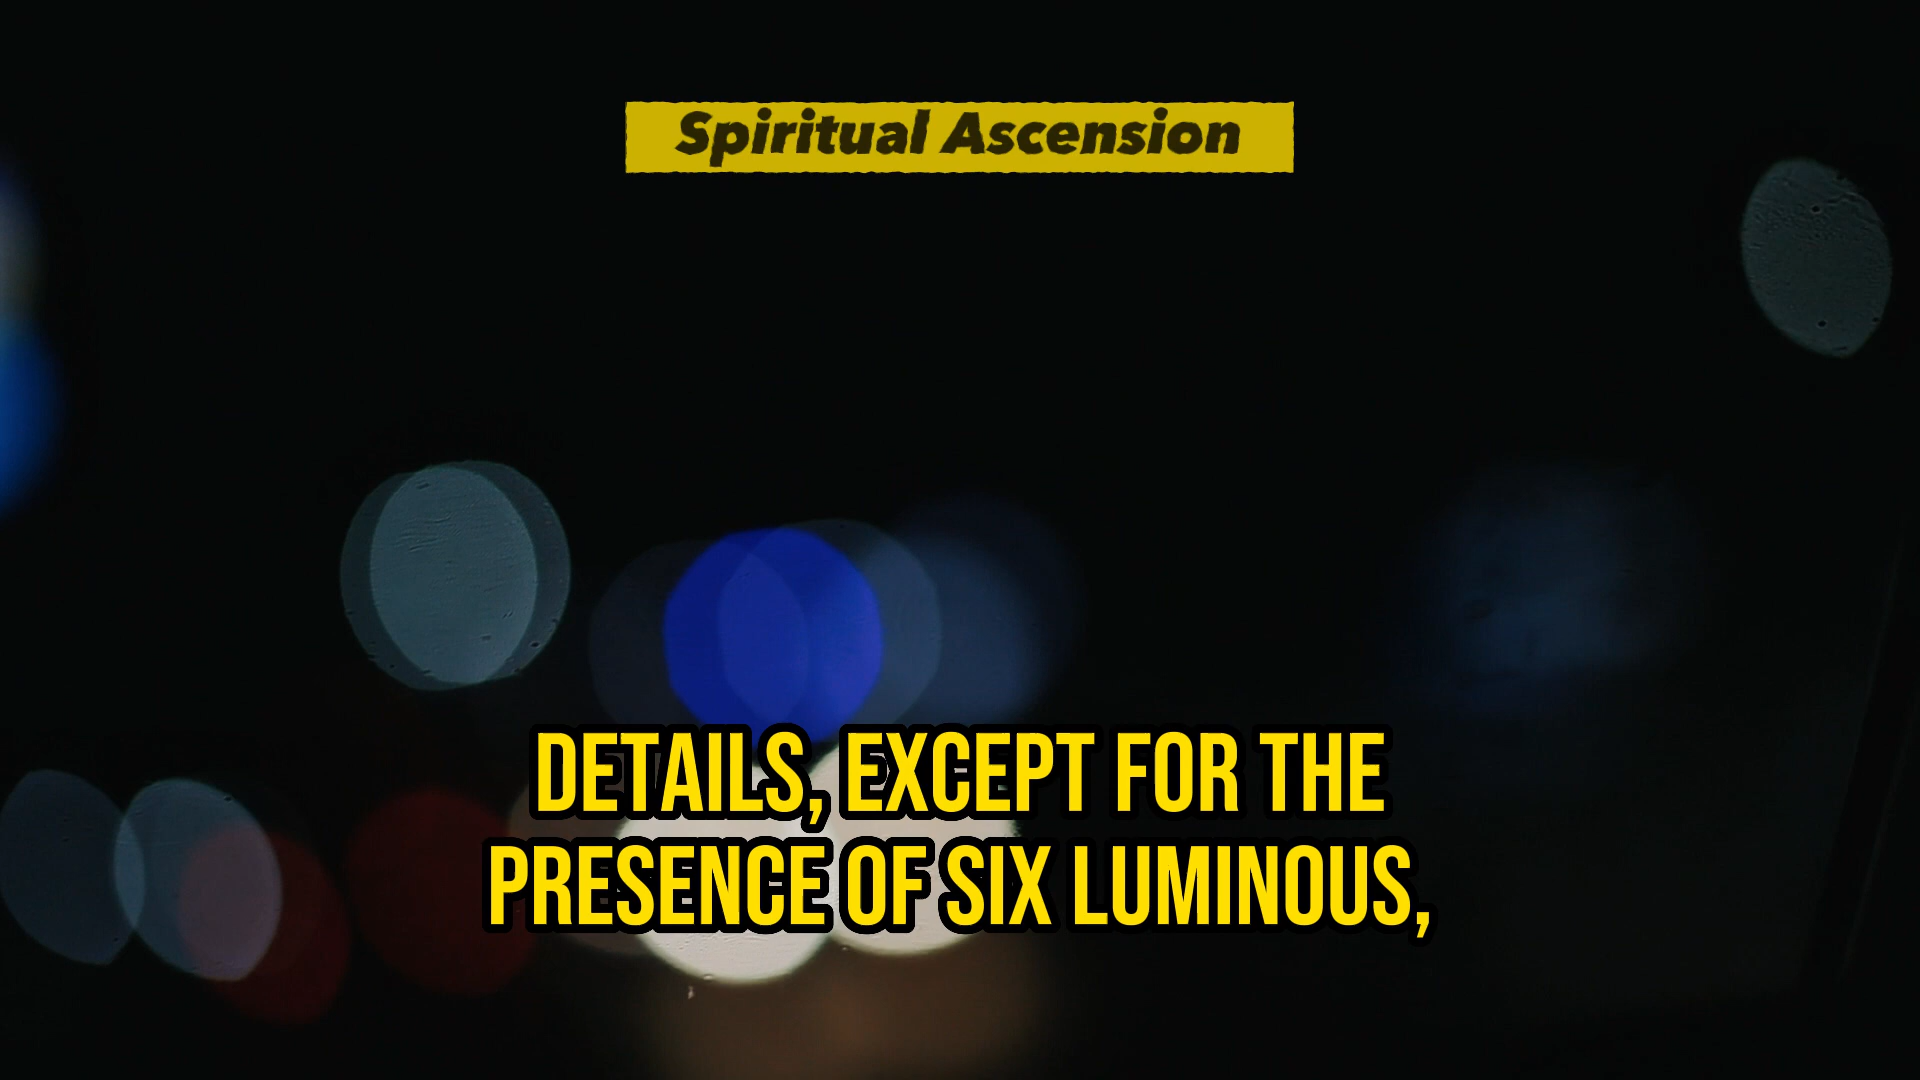 Spiritual Ascension
DETAILS, EXCEPT FOR THE
PRESENCE OF SIX LUMINOUS,